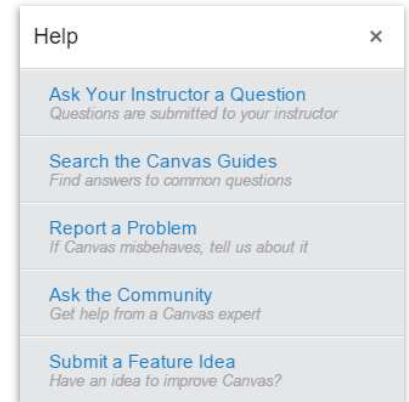 Help ×
Ask Your Instructor a Question
Questions are submitted to your instructor
Search the Canvas Guides
Find answers to common questions
Report a Problem
If Canvas misbehaves, tell us about it
Ask the Community
Get help from a Canvas expert
Submit a Feature Idea
Have an idea to improve Canvas?